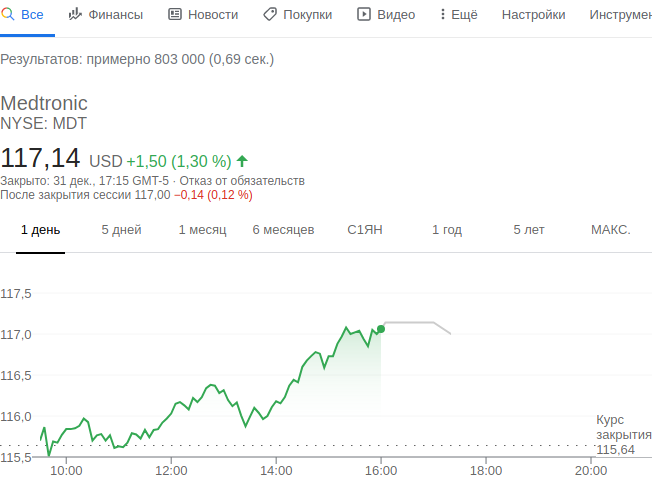 Все Финансы Новости Покупки Видео Ещё Настройки Инструмен
Результатов: примерно 803 000 (0,69 сек.)
Medtronic
NYSE: MDT
117,14 USD +1,50 (1,30 %)
Закрыто: 31 дек., 17:15 GMT-5 · Отказ от обязательств
После закрытия сессии 117,00 −0,14 (0,12 %)
1 день 5 дней 1 месяц 6 месяцев С1ЯН 1 год 5 лет МАКС.
117,5
117,0
116,5
116,0
Курс
закрытия
115,64
115,5
10:00 12:00 14:00 16:00 18:00 20:00